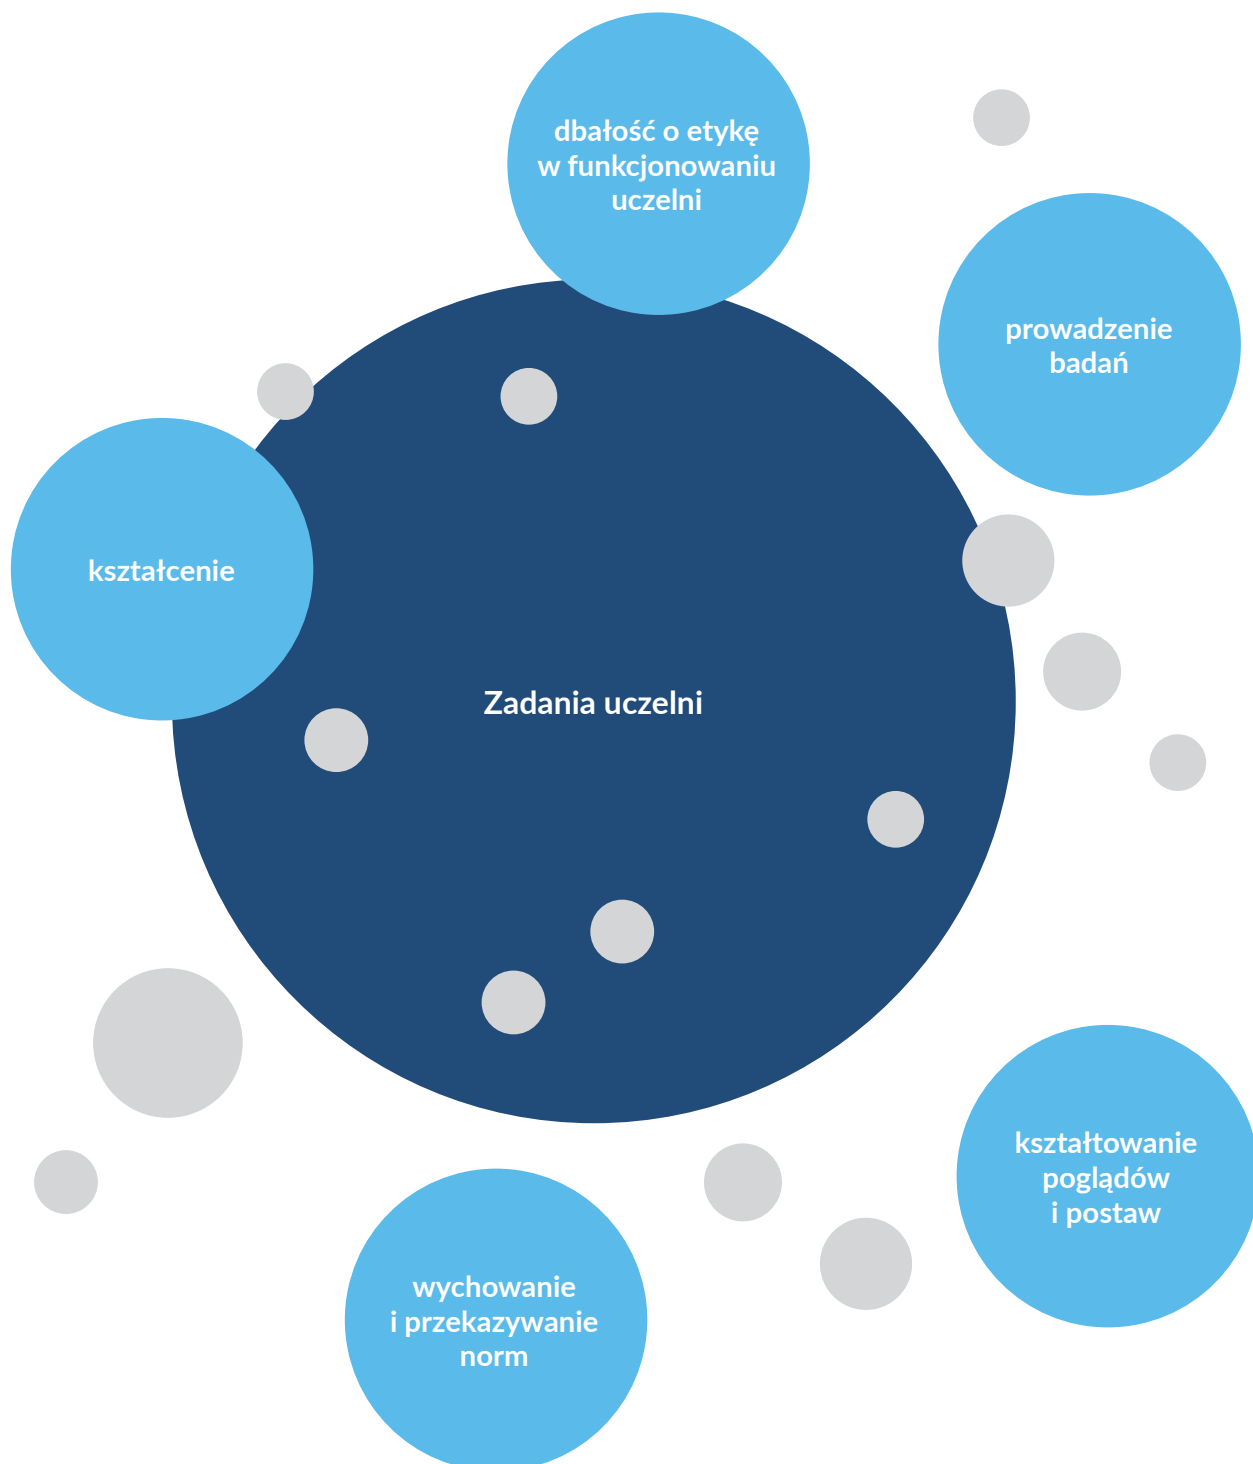 dbałość o etykę
w funkcjonowaniu
uczelni
prowadzenie
badań
kształcenie
Zadania uczelni
kształtowanie
poglądów
i postaw
wychowanie
i przekazywanie
norm